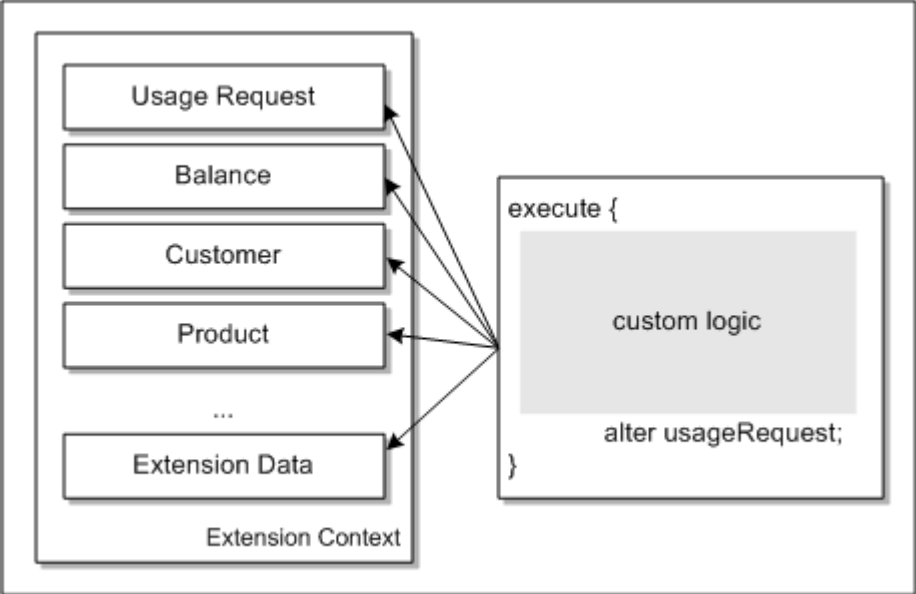 Usage Request
Balance
Customer
Product
...
Extension Data
Extension Context
execute {
custom logic
alter usageRequest;
}